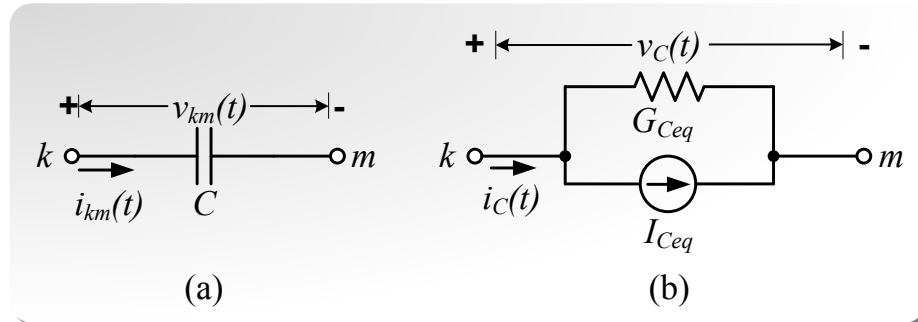 + v_km(t) -
k m
i_km(t) C
(a)
+ v_C(t) -
G_Ceq
k m
i_C(t)
I_Ceq
(b)